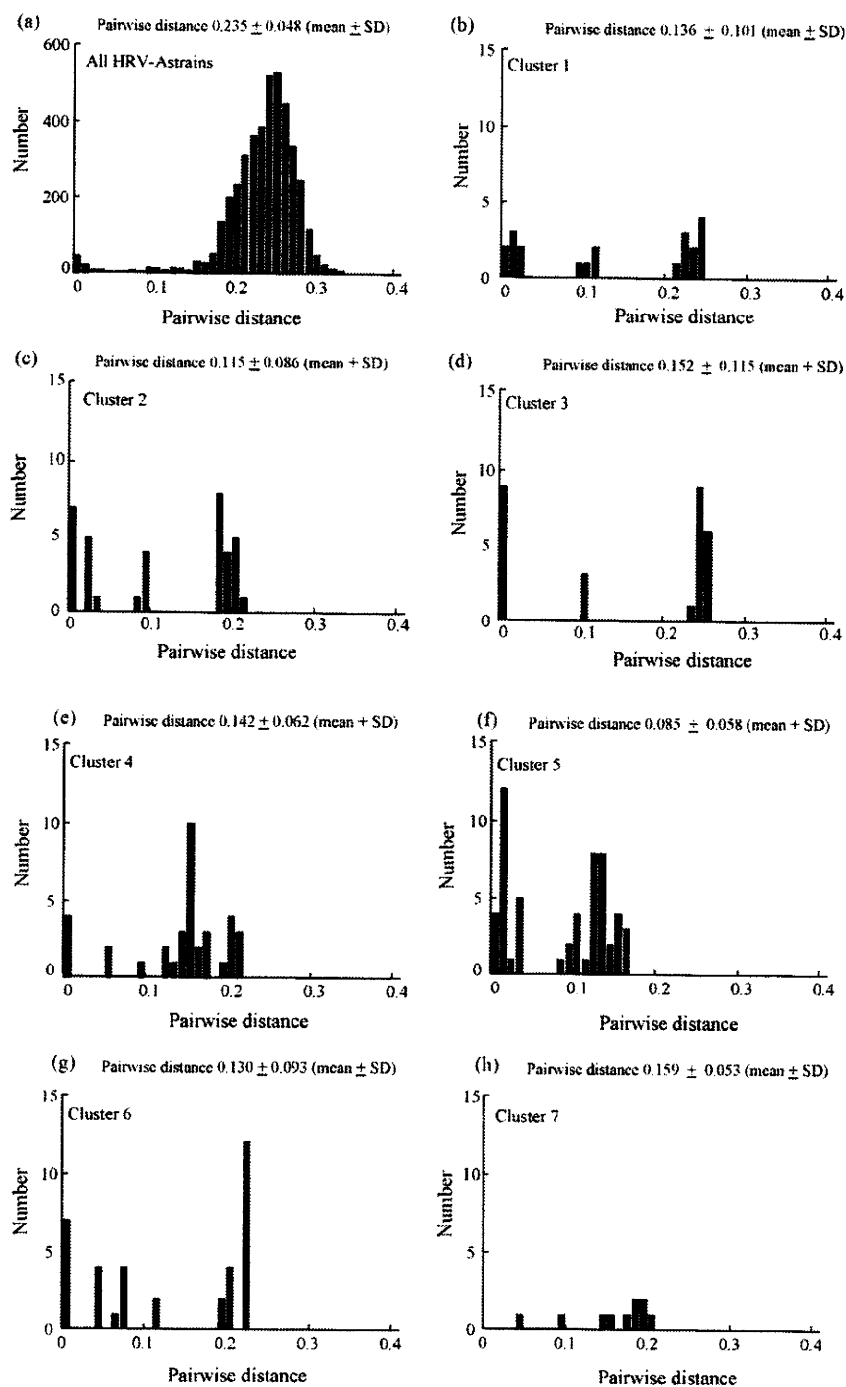 (a) Pairwise distance 0.235 ± 0.048 (mean ± SD)
All HRV-Astrains
Number
600
400
200
0
0 0.1 0.2 0.3 0.4
Pairwise distance
(b) Pairwise distance 0.136 ± 0.101 (mean ± SD)
Cluster 1
Number
15
10
5
0
0 0.1 0.2 0.3 0.4
Pairwise distance
(c) Pairwise distance 0.115 ± 0.086 (mean + SD)
Cluster 2
Number
15
10
5
0
0 0.1 0.2 0.3 0.4
Pairwise distance
(d) Pairwise distance 0.152 ± 0.115 (mean + SD)
Cluster 3
Number
15
10
5
0
0 0.1 0.2 0.3 0.4
Pairwise distance
(e) Pairwise distance 0.142 ± 0.062 (mean + SD)
Cluster 4
Number
15
10
5
0
0 0.1 0.2 0.3 0.4
Pairwise distance
(f) Pairwise distance 0.085 ± 0.058 (mean + SD)
Cluster 5
Number
15
10
5
0
0 0.1 0.2 0.3 0.4
Pairwise distance
(g) Pairwise distance 0.130 ± 0.093 (mean ± SD)
Cluster 6
Number
15
10
5
0
0 0.1 0.2 0.3 0.4
Pairwise distance
(h) Pairwise distance 0.159 ± 0.053 (mean ± SD)
Cluster 7
Number
15
10
5
0
0 0.1 0.2 0.3 0.4
Pairwise distance